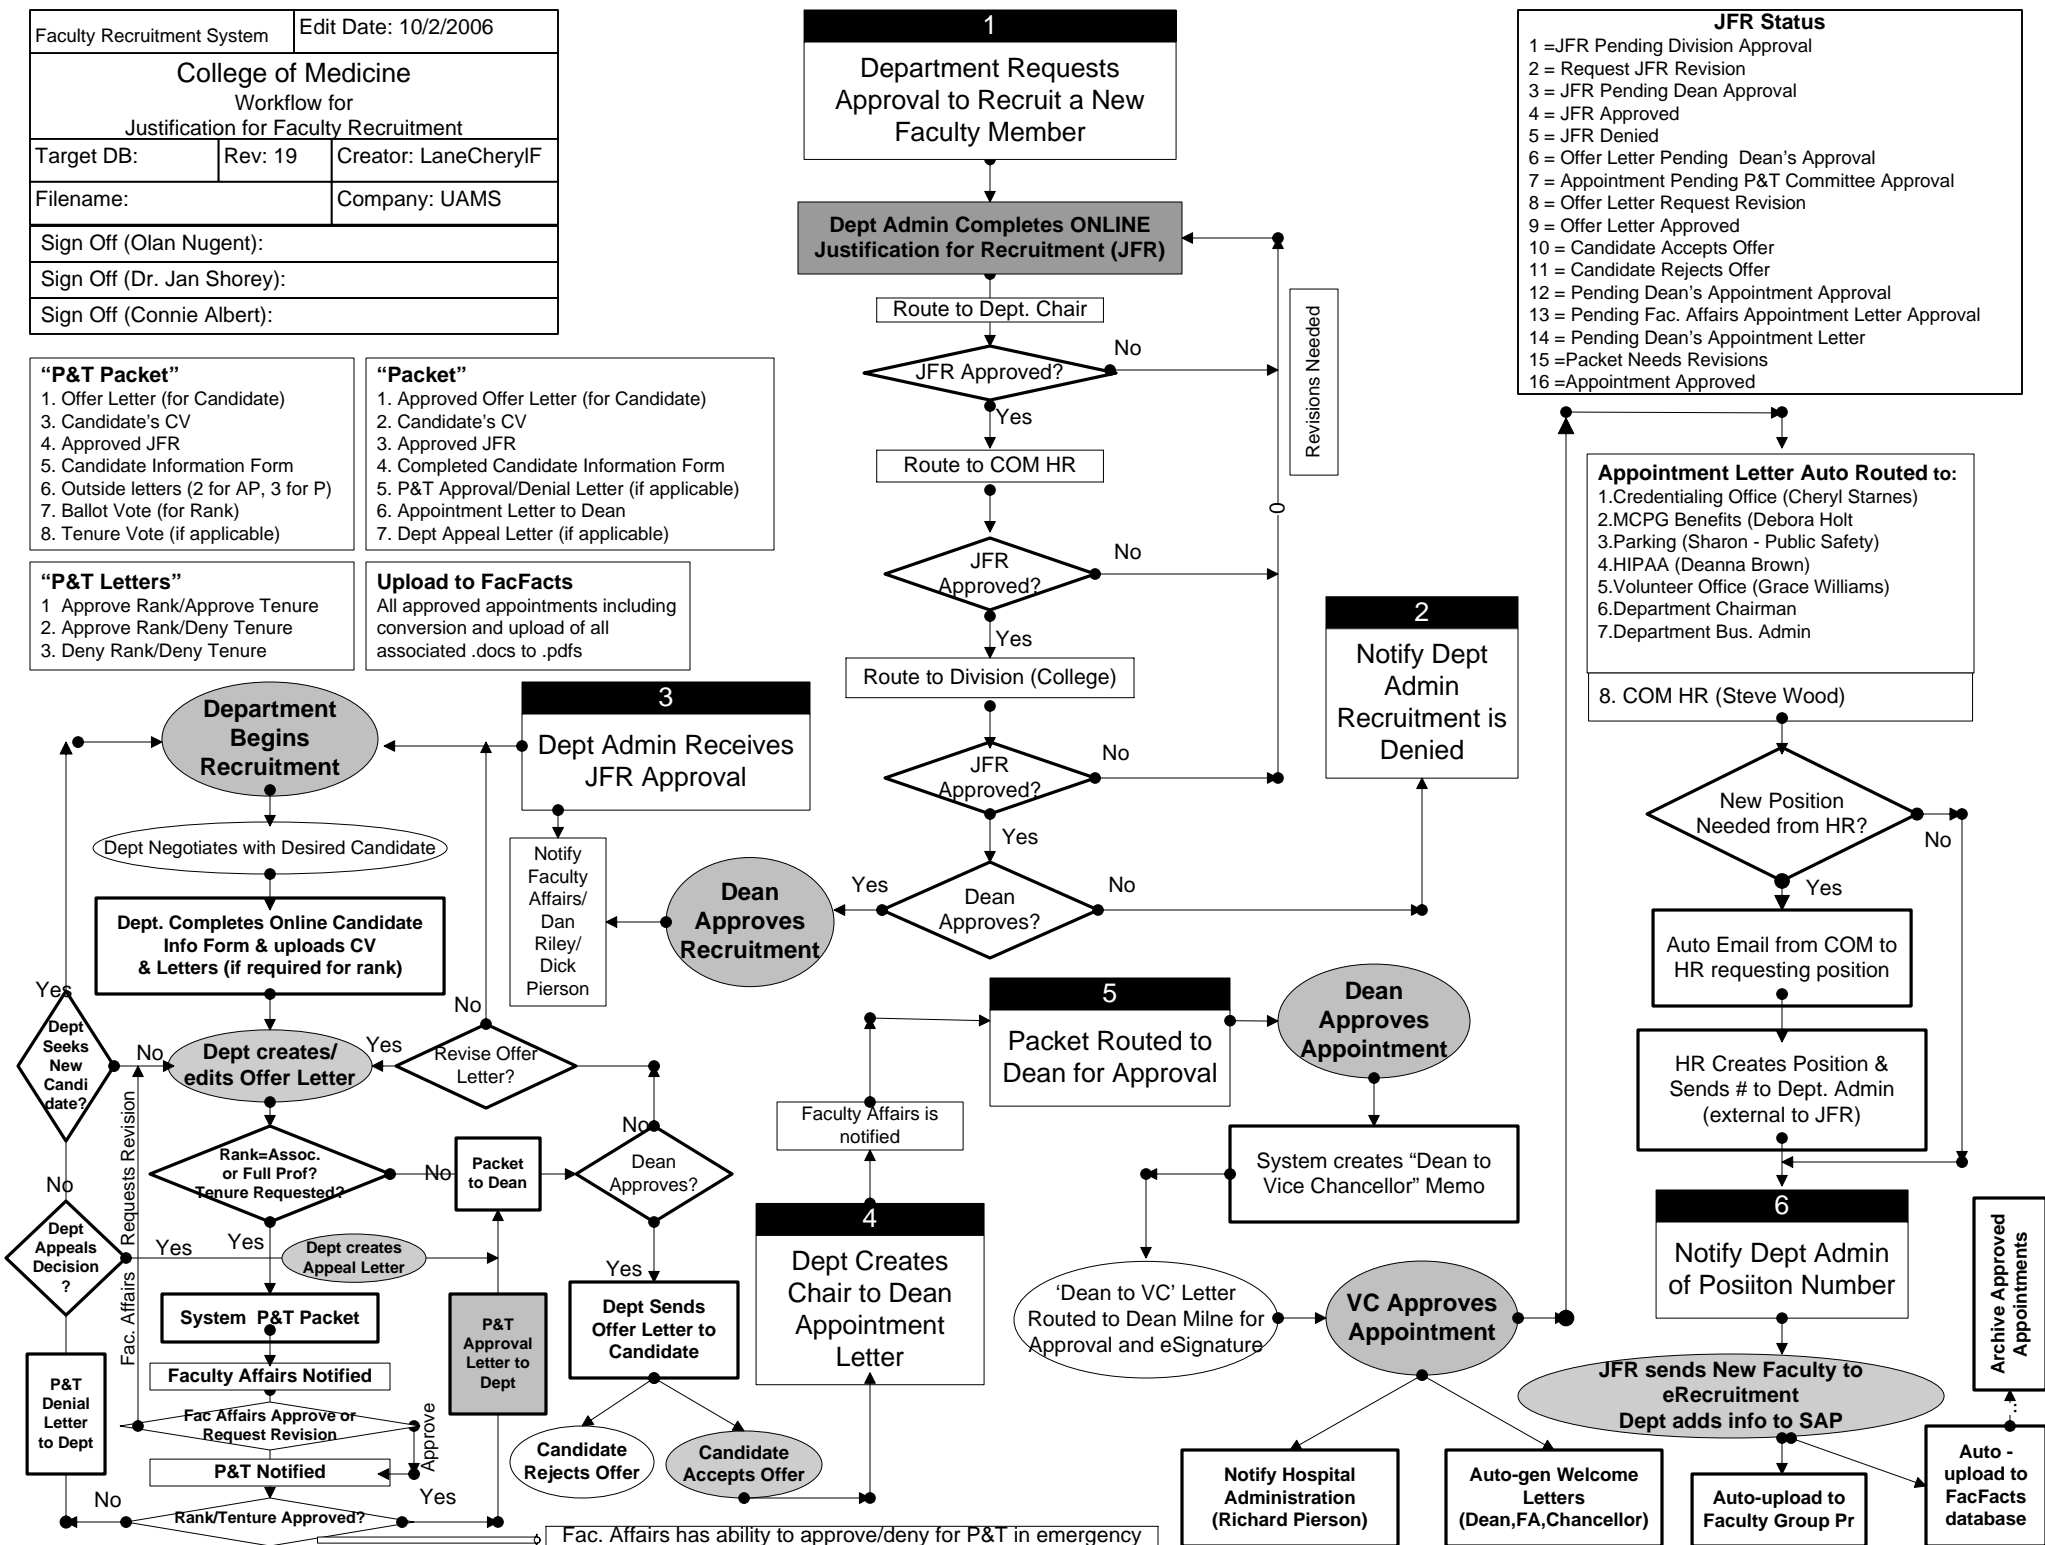 Faculty Recruitment System
Edit Date: 10/2/2006
College of Medicine
Workflow for
Justification for Faculty Recruitment
Target DB:
Rev: 19
Creator: LaneCherylF
Filename:
Company: UAMS
Sign Off (Olan Nugent):
Sign Off (Dr. Jan Shorey):
Sign Off (Connie Albert):
“P&T Packet”
1. Offer Letter (for Candidate)
3. Candidate's CV
4. Approved JFR
5. Candidate Information Form
6. Outside letters (2 for AP, 3 for P)
7. Ballot Vote (for Rank)
8. Tenure Vote (if applicable)
“Packet”
1. Approved Offer Letter (for Candidate)
2. Candidate's CV
3. Approved JFR
4. Completed Candidate Information Form
5. P&T Approval/Denial Letter (if applicable)
6. Appointment Letter to Dean
7. Dept Appeal Letter (if applicable)
“P&T Letters”
1 Approve Rank/Approve Tenure
2. Approve Rank/Deny Tenure
3. Deny Rank/Deny Tenure
Upload to FacFacts
All approved appointments including
conversion and upload of all
associated .docs to .pdfs
1
Department Requests
Approval to Recruit a New
Faculty Member
Dept Admin Completes ONLINE
Justification for Recruitment (JFR)
Route to Dept. Chair
JFR Approved?
No
Yes
Revisions Needed
0
Route to COM HR
JFR
Approved?
No
Yes
Route to Division (College)
JFR
Approved?
No
Yes
Dean
Approves?
Yes
No
2
Notify Dept
Admin
Recruitment is
Denied
Dean
Approves
Recruitment
3
Dept Admin Receives
JFR Approval
Notify
Faculty
Affairs/
Dan
Riley/
Dick
Pierson
Department
Begins
Recruitment
Dept Negotiates with Desired Candidate
Dept. Completes Online Candidate
Info Form & uploads CV
& Letters (if required for rank)
Yes
Dept
Seeks
New
Candi
date?
No
Dept creates/
edits Offer Letter
Yes
No
Revise Offer
Letter?
Fac. Affairs Requests Revision
Rank=Assoc.
or Full Prof?
Tenure Requested?
No
Packet
to Dean
No
Dean
Approves?
No
Dept
Appeals
Decision
?
Yes
Yes
Dept creates
Appeal Letter
Yes
System P&T Packet
P&T
Approval
Letter to
Dept
Dept Sends
Offer Letter to
Candidate
P&T
Denial
Letter
to Dept
Faculty Affairs Notified
Fac Affairs Approve or
Request Revision
Approve
P&T Notified
No
Rank/Tenture Approved?
Yes
Candidate
Rejects Offer
Candidate
Accepts Offer
Fac. Affairs has ability to approve/deny for P&T in emergency
4
Dept Creates
Chair to Dean
Appointment
Letter
Faculty Affairs is
notified
5
Packet Routed to
Dean for Approval
Dean
Approves
Appointment
System creates “Dean to
Vice Chancellor” Memo
‘Dean to VC’ Letter
Routed to Dean Milne for
Approval and eSignature
VC Approves
Appointment
Notify Hospital
Administration
(Richard Pierson)
Auto-gen Welcome
Letters
(Dean,FA,Chancellor)
JFR Status
1 =JFR Pending Division Approval
2 = Request JFR Revision
3 = JFR Pending Dean Approval
4 = JFR Approved
5 = JFR Denied
6 = Offer Letter Pending Dean's Approval
7 = Appointment Pending P&T Committee Approval
8 = Offer Letter Request Revision
9 = Offer Letter Approved
10 = Candidate Accepts Offer
11 = Candidate Rejects Offer
12 = Pending Dean's Appointment Approval
13 = Pending Fac. Affairs Appointment Letter Approval
14 = Pending Dean's Appointment Letter
15 =Packet Needs Revisions
16 =Appointment Approved
Appointment Letter Auto Routed to:
1.Credentialing Office (Cheryl Starnes)
2.MCPG Benefits (Debora Holt
3.Parking (Sharon - Public Safety)
4.HIPAA (Deanna Brown)
5.Volunteer Office (Grace Williams)
6.Department Chairman
7.Department Bus. Admin
8. COM HR (Steve Wood)
New Position
Needed from HR?
No
Yes
Auto Email from COM to
HR requesting position
HR Creates Position &
Sends # to Dept. Admin
(external to JFR)
6
Notify Dept Admin
of Posiiton Number
Archive Approved
Appointments
JFR sends New Faculty to
eRecruitment
Dept adds info to SAP
Auto-upload to
Faculty Group Pr
Auto -
upload to
FacFacts
database